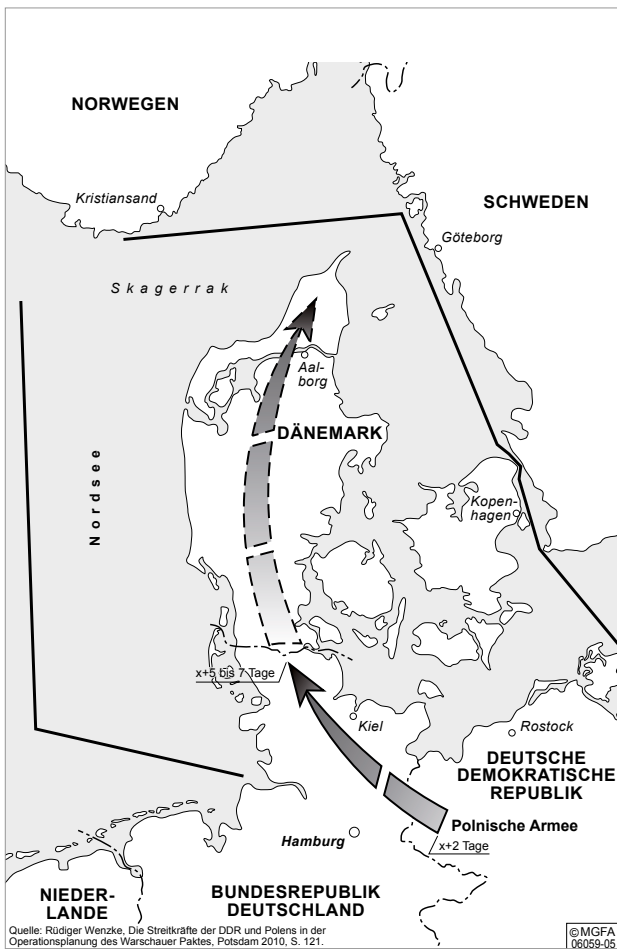 NORWEGEN
Kristiansand
SCHWEDEN
Göteborg
Skagerrak
Aal-
borg
DÄNEMARK
Nordsee
Kopen-
hagen
x+5 bis 7 Tage
Kiel
Rostock
DEUTSCHE
DEMOKRATISCHE
REPUBLIK
Polnische Armee
x+2 Tage
Hamburg
NIEDER-
LANDE
BUNDESREPUBLIK
DEUTSCHLAND
Quelle: Rüdiger Wenzke, Die Streitkräfte der DDR und Polens in der
Operationsplanung des Warschauer Paktes, Potsdam 2010, S. 121.
©MGFA
06059-05